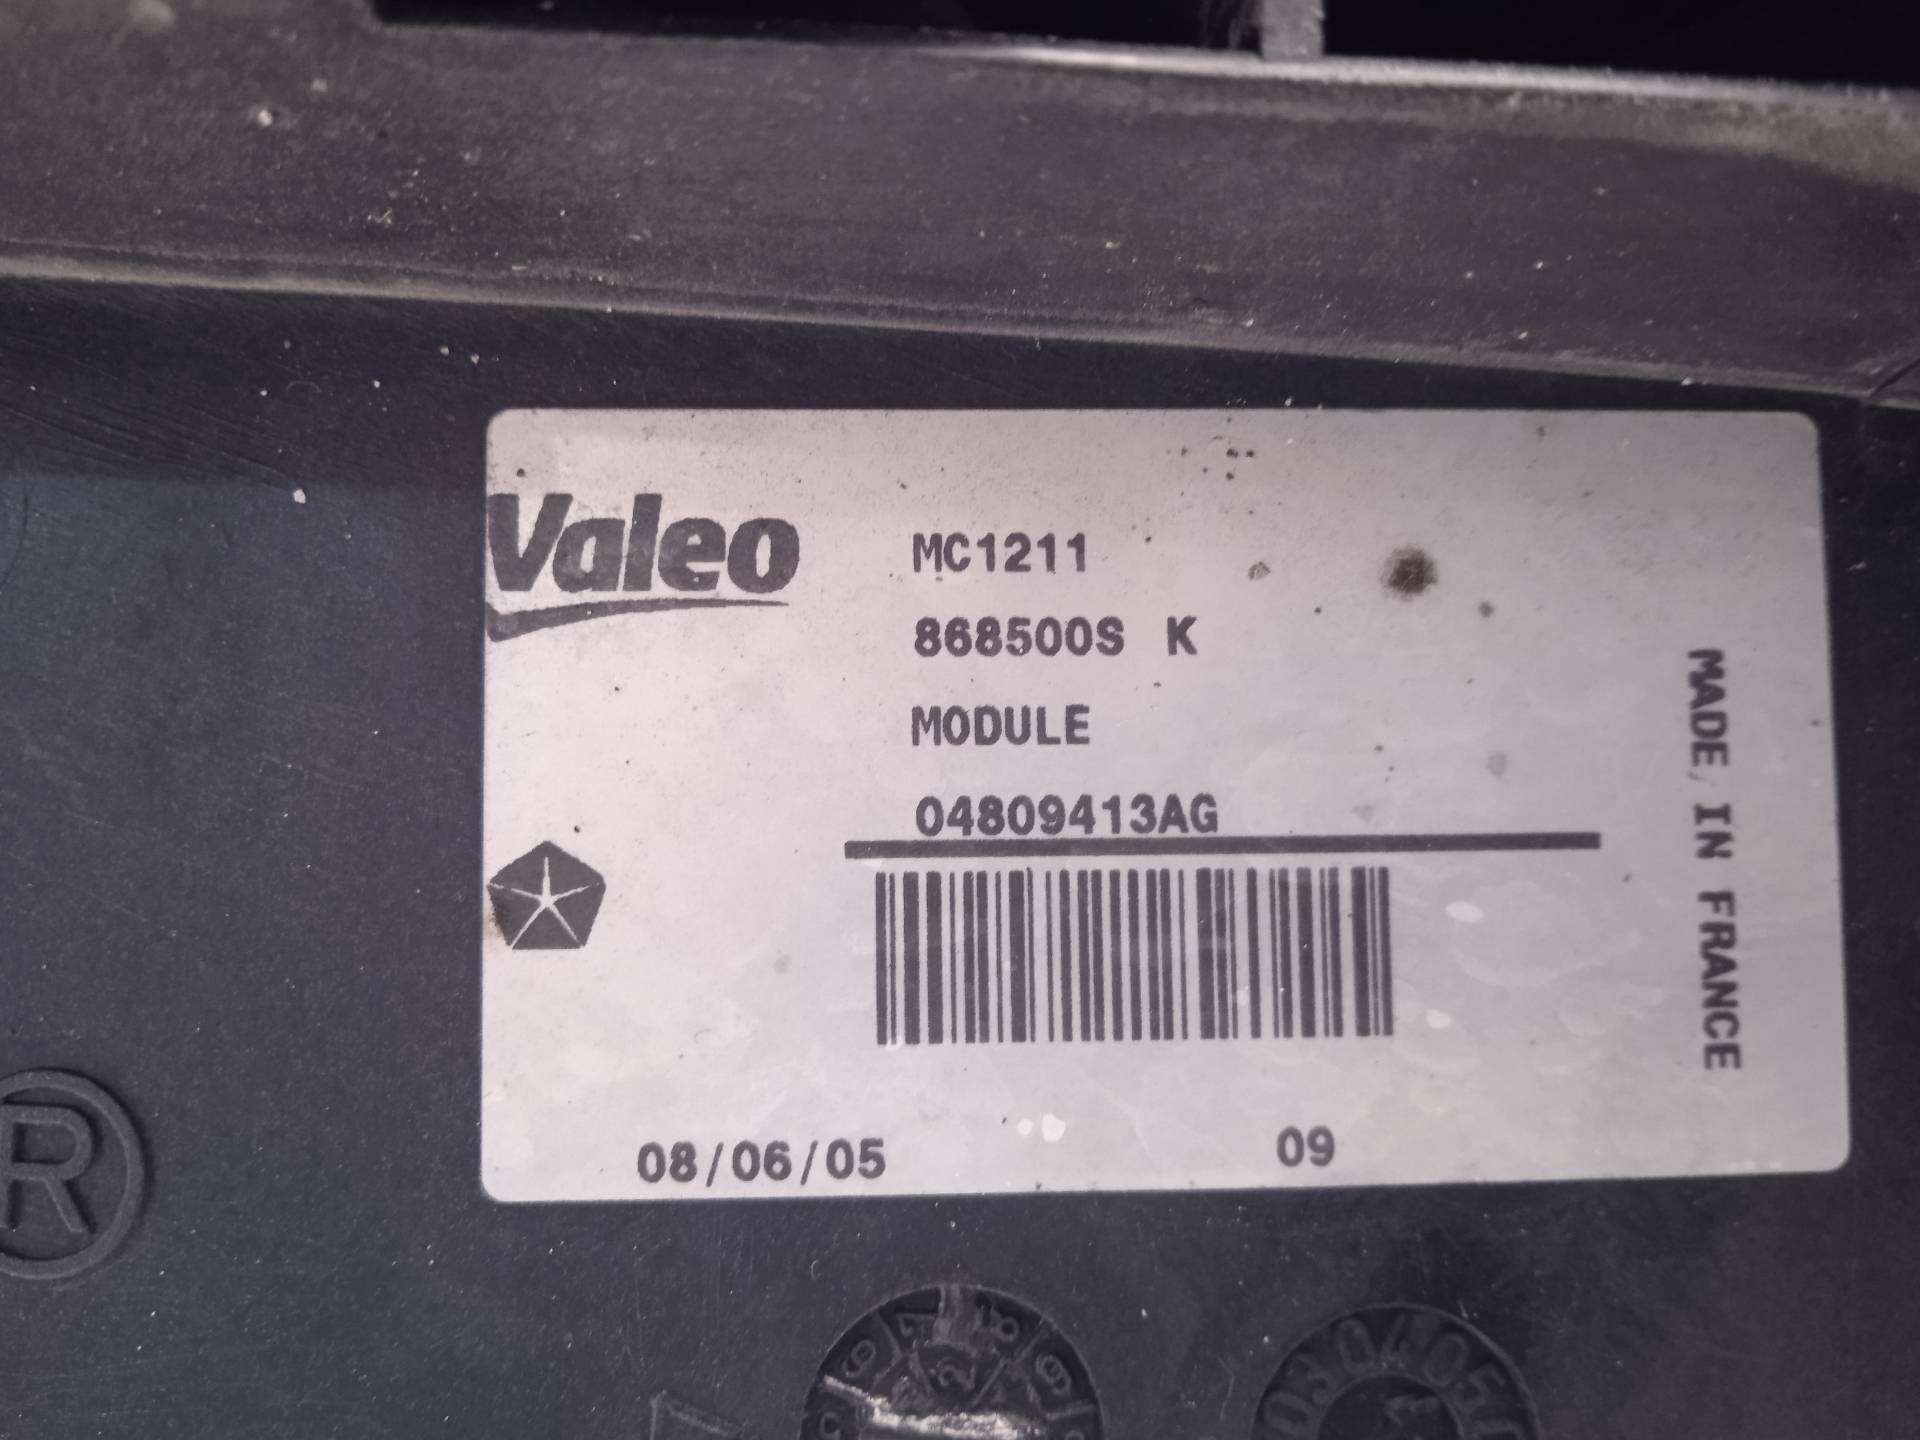 Valeo
MC1211
868500S K
MODULE
04809413AG
MADE IN FRANCE
08/06/05 09
R